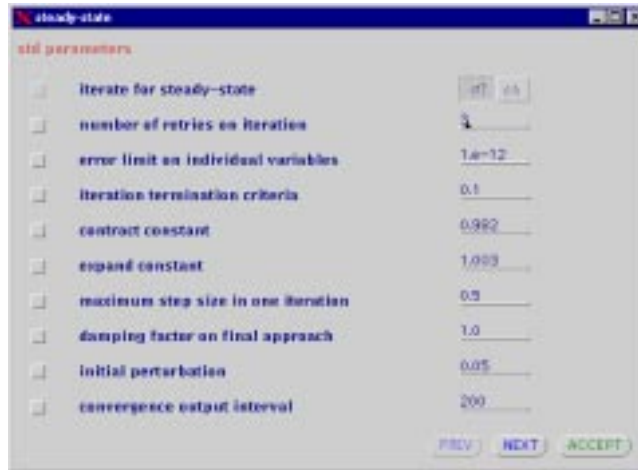 steady-state
std parameters
iterate for steady-state off on
number of retries on iteration
error limit on individual variables 1.e-12
iteration termination criteria 0.1
contract constant 0.982
expand constant 1.003
maximum step size in one iteration 0.5
damping factor on final approach 1.0
initial perturbation 0.05
convergence output interval 200
PREV NEXT ACCEPT